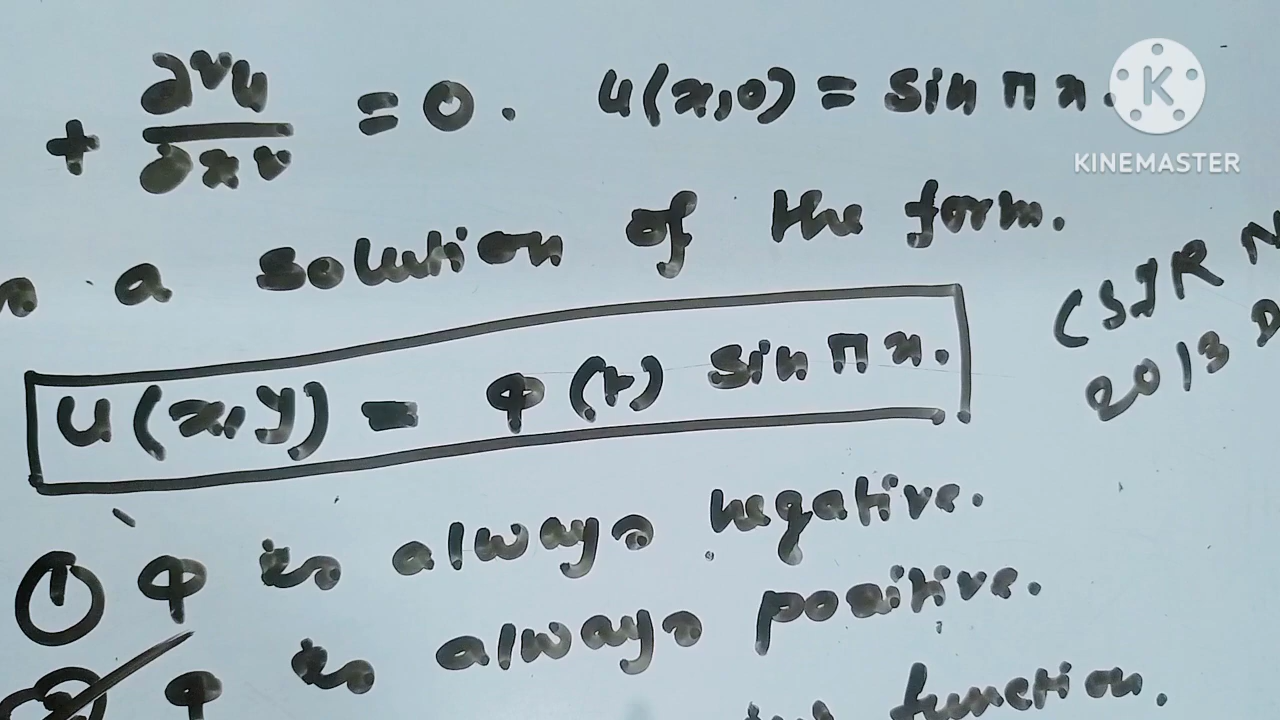 + ∂²u/∂x² = 0. u(x,0) = sin πx.
K
KINEMASTER
a solution of the form.
CSIR N
2013 D
u(x,y) = φ(t) sin πx.
① φ is always negative.
② φ is always positive.
function.